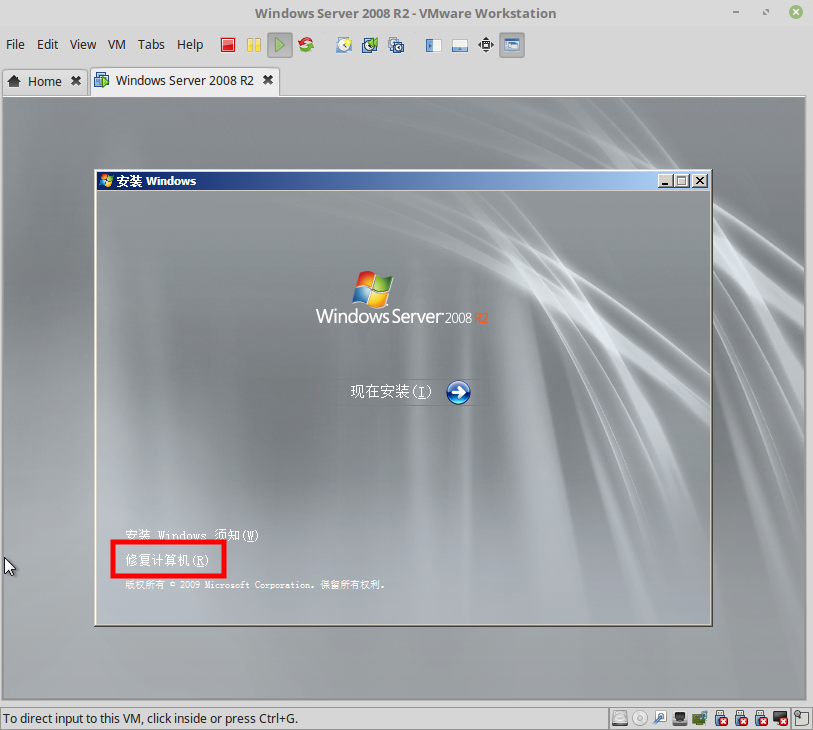 Windows Server 2008 R2 - VMware Workstation
File Edit View VM Tabs Help
Home Windows Server 2008 R2
安装 Windows
Windows Server 2008 R2
现在安装(I)
安装 Windows 须知(W)
修复计算机(R)
版权所有 © 2009 Microsoft Corporation. 保留所有权利。
To direct input to this VM, click inside or press Ctrl+G.